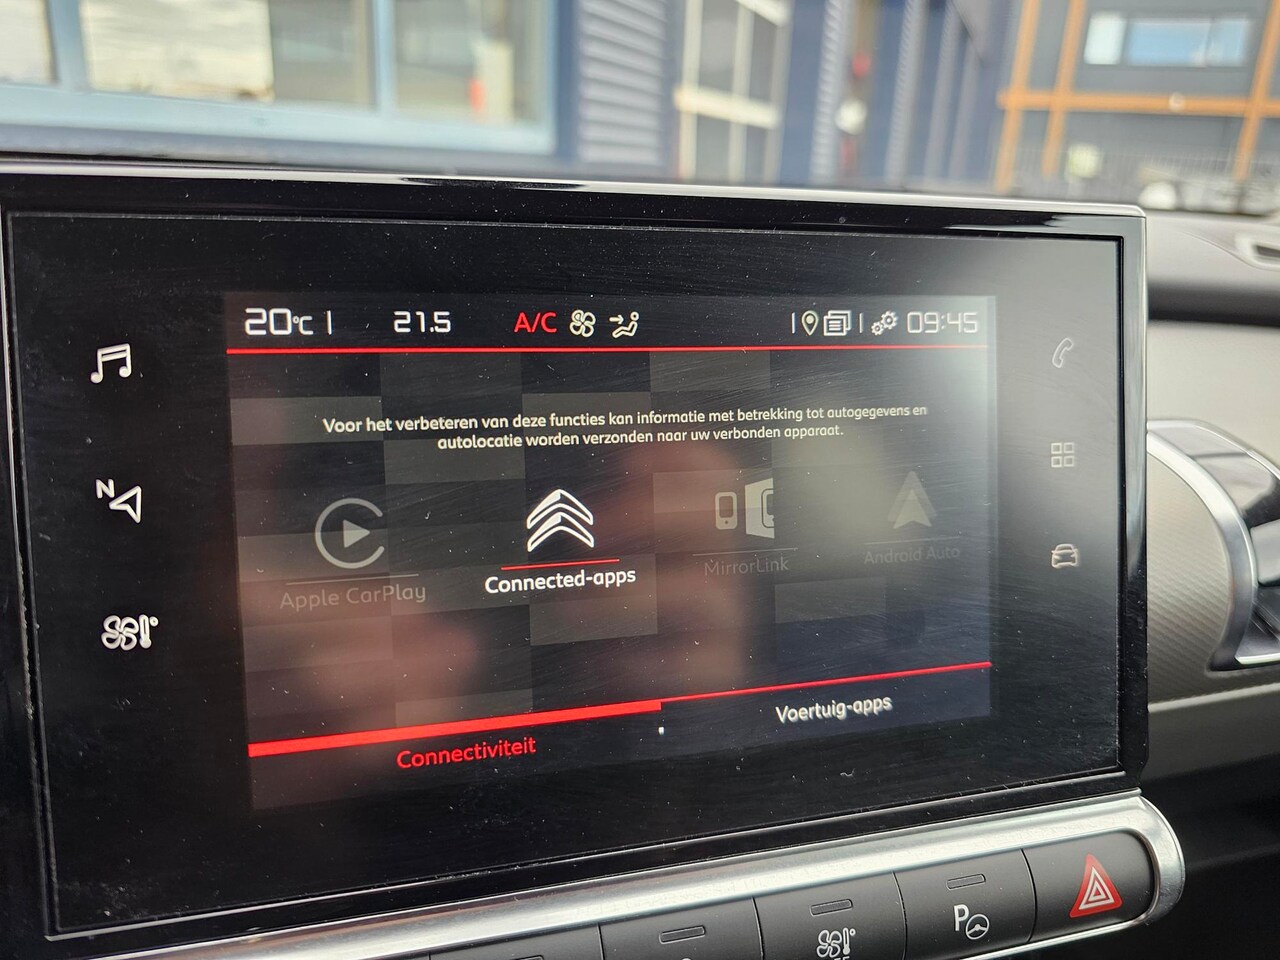 20°C 21.5 A/C 09:45
Voor het verbeteren van deze functies kan informatie met betrekking tot autogegevens en
autolocatie worden verzonden naar uw verbonden apparaat.
Apple CarPlay
Connected-apps
MirrorLink
Android Auto
Connectiviteit
Voertuig-apps
N
P